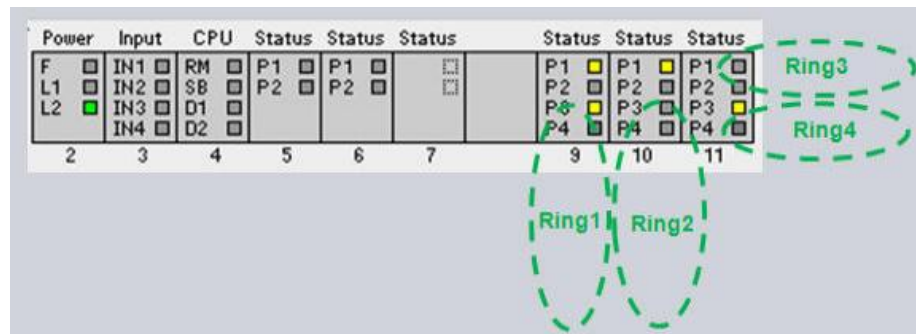 Power Input CPU Status Status Status Status Status Status
F IN1 RM P1 P1 P1 P1 P1 Ring3
L1 IN2 SB P2 P2 P2 P2 P2
L2 IN3 D1 P3 P3 P3
IN4 D2 P4 P4 P4 Ring4
2 3 4 5 6 7 9 10 11
Ring1 Ring2